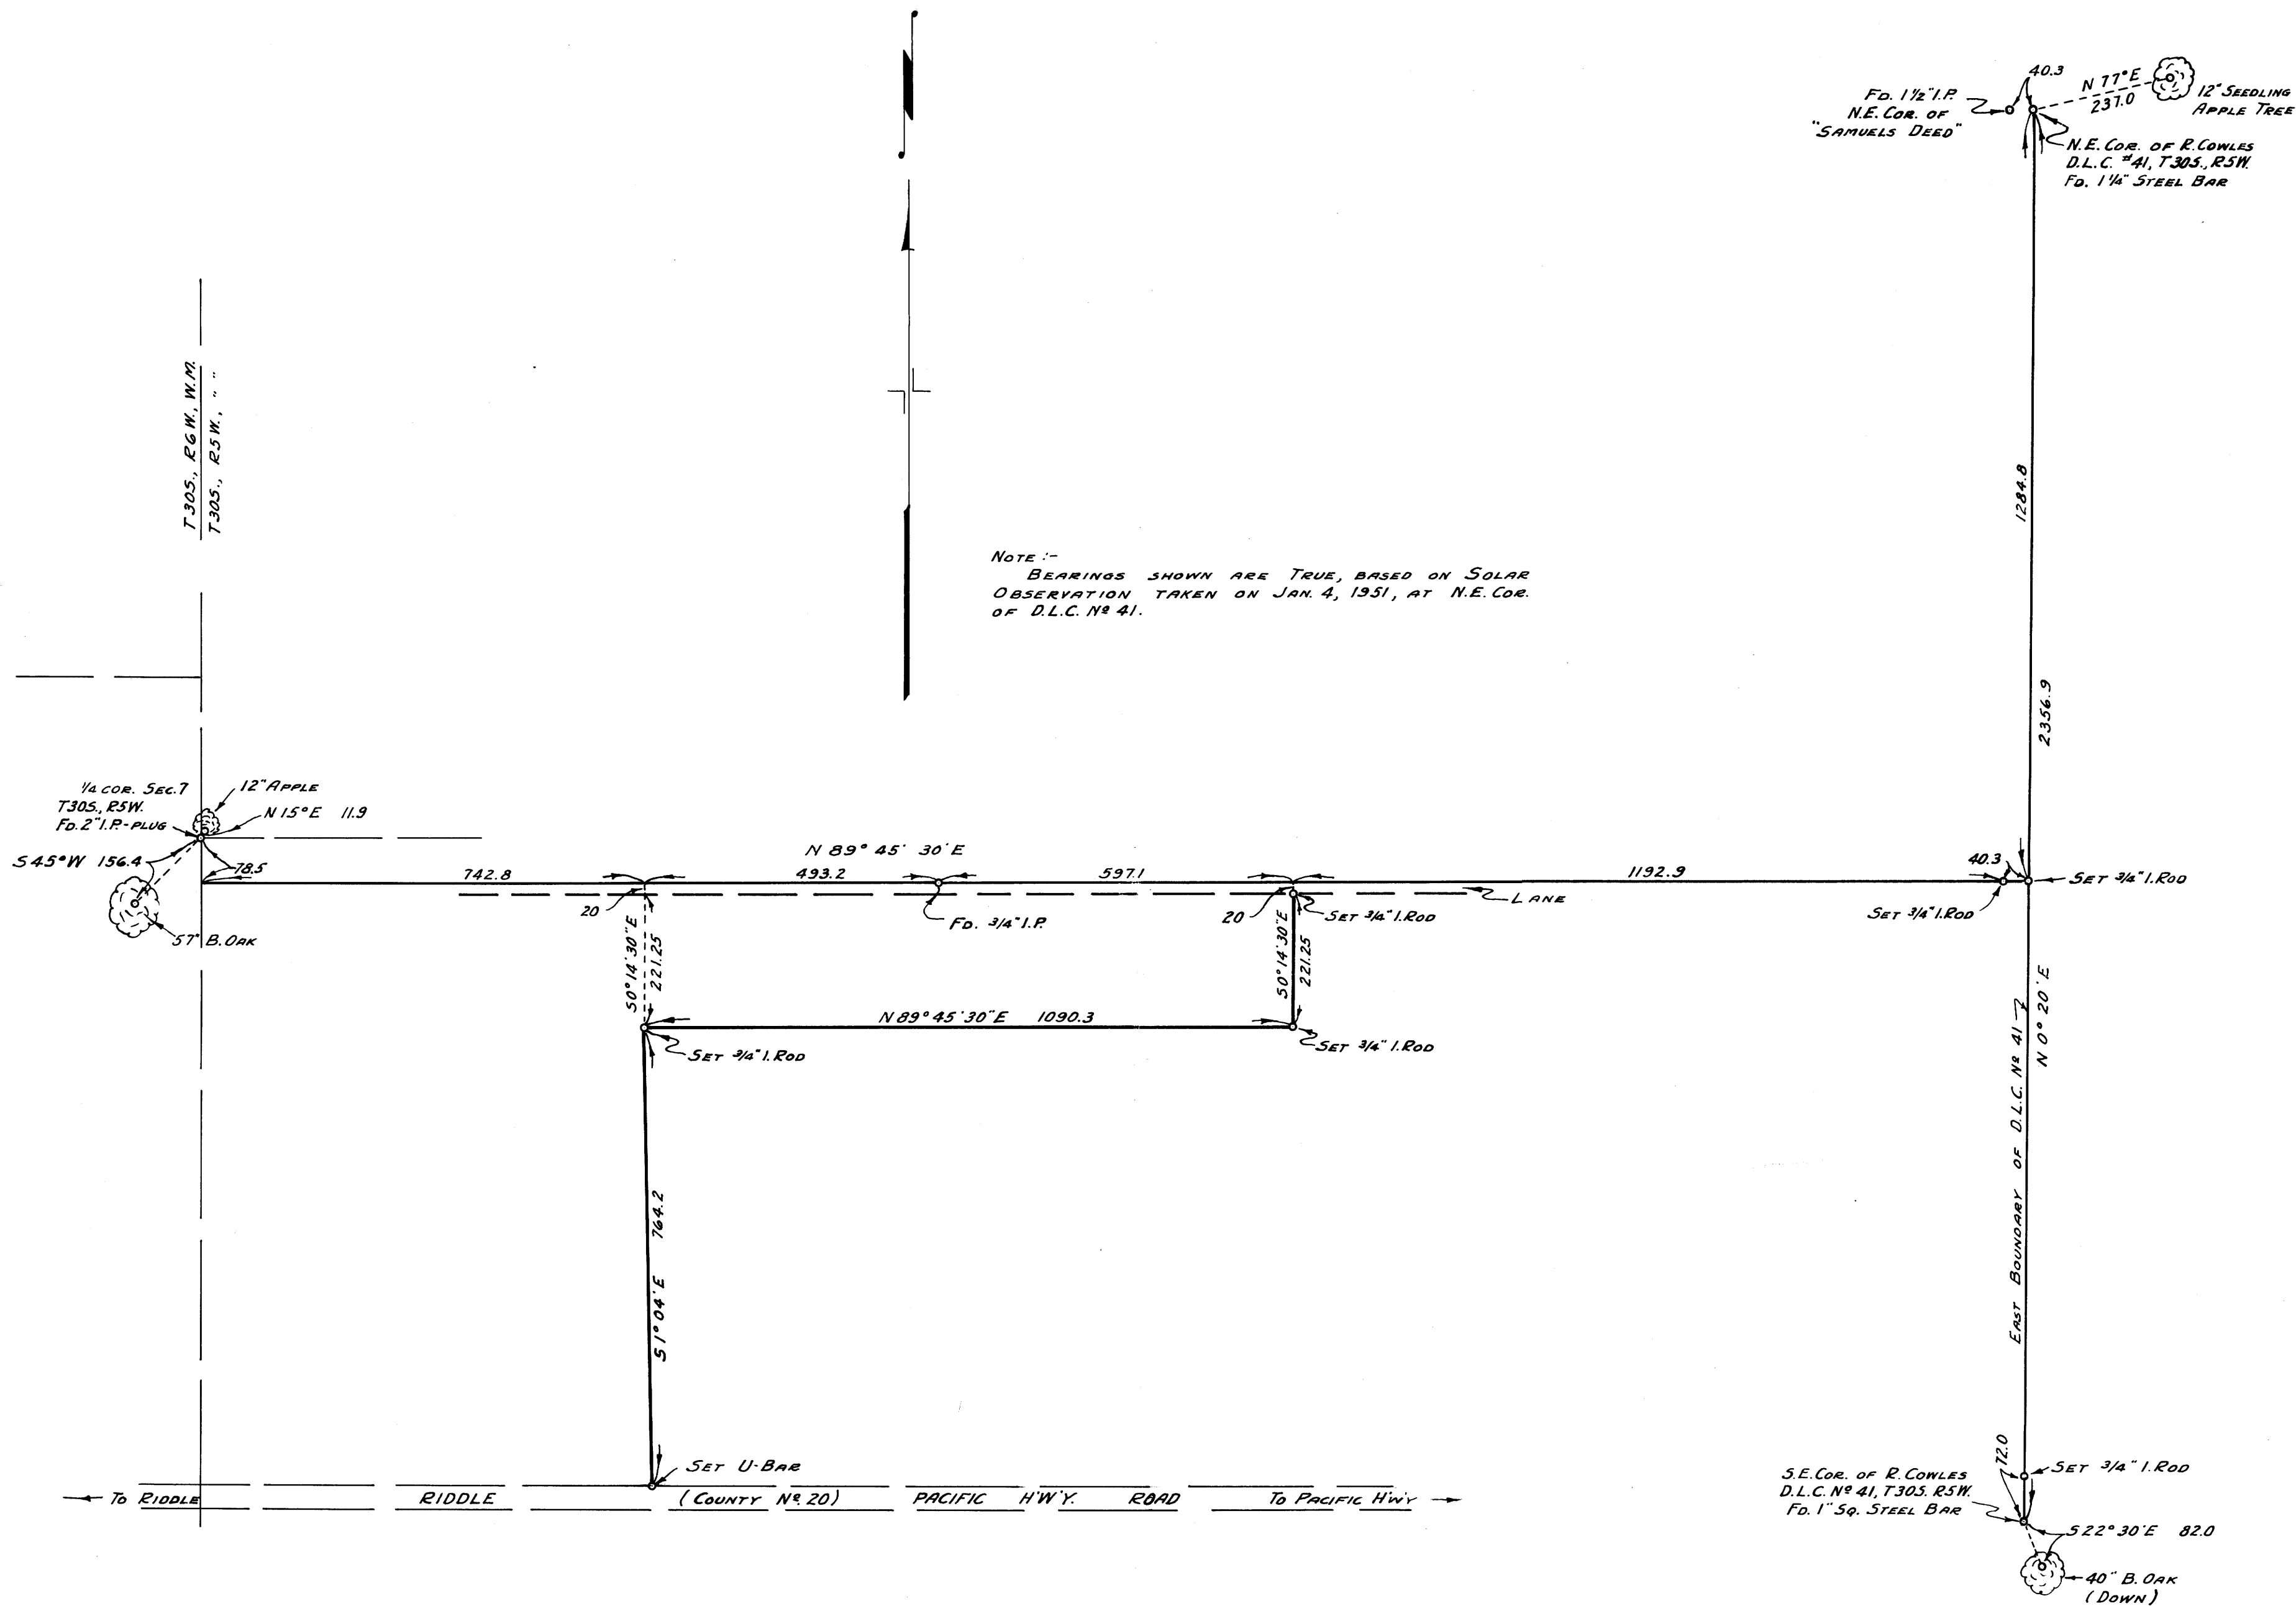 40.3
N 77° E
237.0
12" SEEDLING
APPLE TREE
FD. 1 1/2" I.P.
N.E. COR. OF
"SAMUELS DEED"
N.E. COR. OF R. COWLES
D.L.C. #41, T30S., R5W.
FD. 1 1/4" STEEL BAR
T30S., R6W., W.M.
T30S., R5W., " "
1284.8
NOTE :-
BEARINGS SHOWN ARE TRUE, BASED ON SOLAR
OBSERVATION TAKEN ON JAN. 4, 1951, AT N.E. COR.
OF D.L.C. Nº 41.
2356.9
1/4 COR. SEC. 7
T30S., R5W.
FD. 2" I.P.-PLUG
12" APPLE
N 15° E 11.9
S 45° W 156.4
78.5
57" B. OAK
N 89° 45' 30' E
742.8
493.2
597.1
1192.9
40.3
SET 3/4" I. ROD
SET 3/4" I. ROD
LANE
20
FD. 3/4" I.P.
20
SET 3/4" I. ROD
S0° 14' 30" E
221.25
S0° 14' 30" E
221.25
N 89° 45' 30" E 1090.3
SET 3/4" I. ROD
SET 3/4" I. ROD
EAST BOUNDARY OF D.L.C. Nº 41
N 0° 20' E
S 1° 04' E 764.2
SET U-BAR
TO RIDDLE
RIDDLE (COUNTY Nº 20) PACIFIC H'W'Y. ROAD
TO PACIFIC H'W'Y
72.0
SET 3/4" I. ROD
S.E. COR. OF R. COWLES
D.L.C. Nº 41, T30S. R5W.
FD. 1" SQ. STEEL BAR
S 22° 30' E 82.0
40" B. OAK
(DOWN)